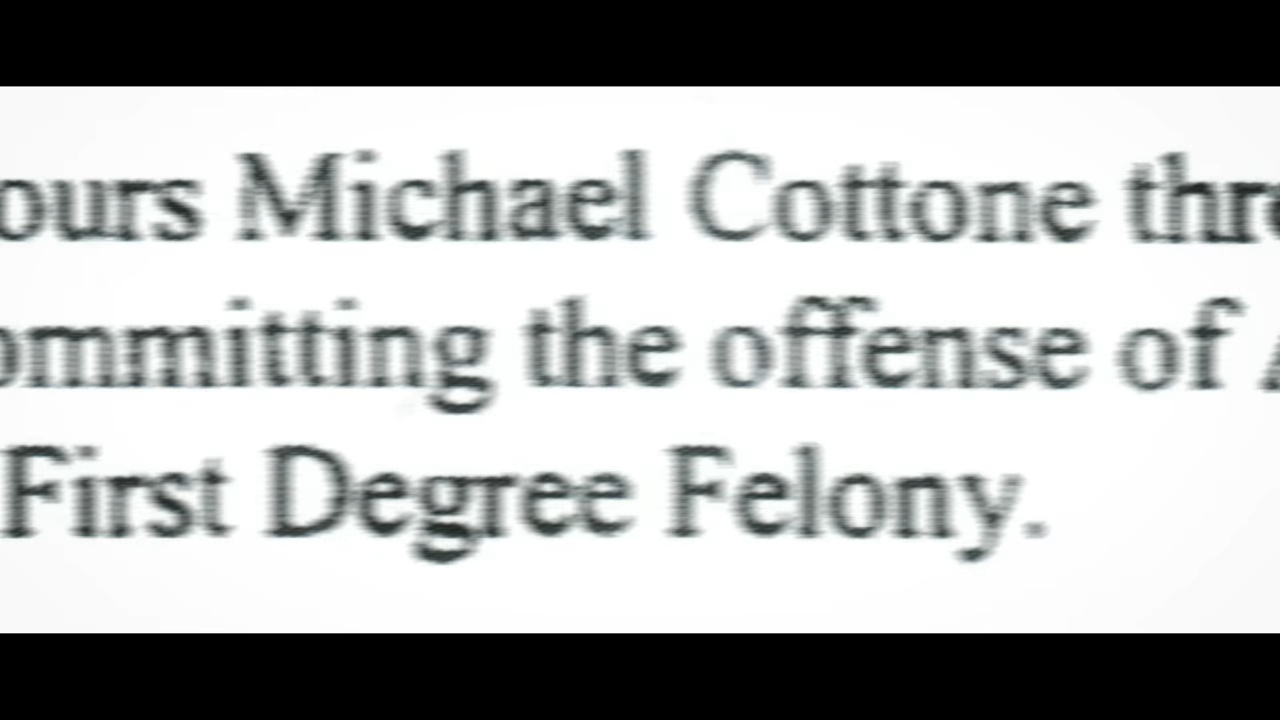 ours Michael Cottone thr
ommitting the offense of
First Degree Felony.